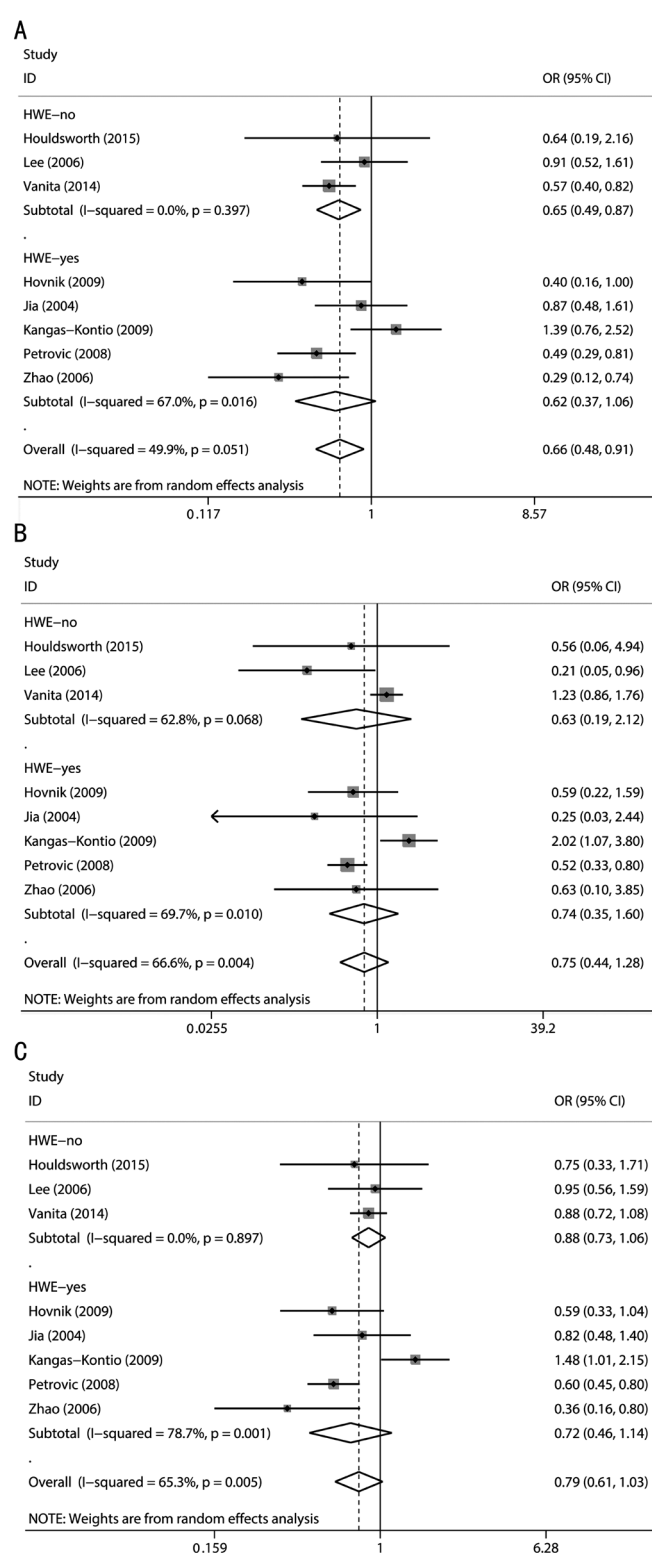 A
Study
ID OR (95% CI)
HWE−no
Houldsworth (2015) 0.64 (0.19, 2.16)
Lee (2006) 0.91 (0.52, 1.61)
Vanita (2014) 0.57 (0.40, 0.82)
Subtotal (I−squared = 0.0%, p = 0.397) 0.65 (0.49, 0.87)
.
HWE−yes
Hovnik (2009) 0.40 (0.16, 1.00)
Jia (2004) 0.87 (0.48, 1.61)
Kangas−Kontio (2009) 1.39 (0.76, 2.52)
Petrovic (2008) 0.49 (0.29, 0.81)
Zhao (2006) 0.29 (0.12, 0.74)
Subtotal (I−squared = 67.0%, p = 0.016) 0.62 (0.37, 1.06)
.
Overall (I−squared = 49.9%, p = 0.051) 0.66 (0.48, 0.91)
NOTE: Weights are from random effects analysis
0.117 1 8.57
B
Study
ID OR (95% CI)
HWE−no
Houldsworth (2015) 0.56 (0.06, 4.94)
Lee (2006) 0.21 (0.05, 0.96)
Vanita (2014) 1.23 (0.86, 1.76)
Subtotal (I−squared = 62.8%, p = 0.068) 0.63 (0.19, 2.12)
.
HWE−yes
Hovnik (2009) 0.59 (0.22, 1.59)
Jia (2004) 0.25 (0.03, 2.44)
Kangas−Kontio (2009) 2.02 (1.07, 3.80)
Petrovic (2008) 0.52 (0.33, 0.80)
Zhao (2006) 0.63 (0.10, 3.85)
Subtotal (I−squared = 69.7%, p = 0.010) 0.74 (0.35, 1.60)
.
Overall (I−squared = 66.6%, p = 0.004) 0.75 (0.44, 1.28)
NOTE: Weights are from random effects analysis
0.0255 1 39.2
C
Study
ID OR (95% CI)
HWE−no
Houldsworth (2015) 0.75 (0.33, 1.71)
Lee (2006) 0.95 (0.56, 1.59)
Vanita (2014) 0.88 (0.72, 1.08)
Subtotal (I−squared = 0.0%, p = 0.897) 0.88 (0.73, 1.06)
.
HWE−yes
Hovnik (2009) 0.59 (0.33, 1.04)
Jia (2004) 0.82 (0.48, 1.40)
Kangas−Kontio (2009) 1.48 (1.01, 2.15)
Petrovic (2008) 0.60 (0.45, 0.80)
Zhao (2006) 0.36 (0.16, 0.80)
Subtotal (I−squared = 78.7%, p = 0.001) 0.72 (0.46, 1.14)
.
Overall (I−squared = 65.3%, p = 0.005) 0.79 (0.61, 1.03)
NOTE: Weights are from random effects analysis
0.159 1 6.28